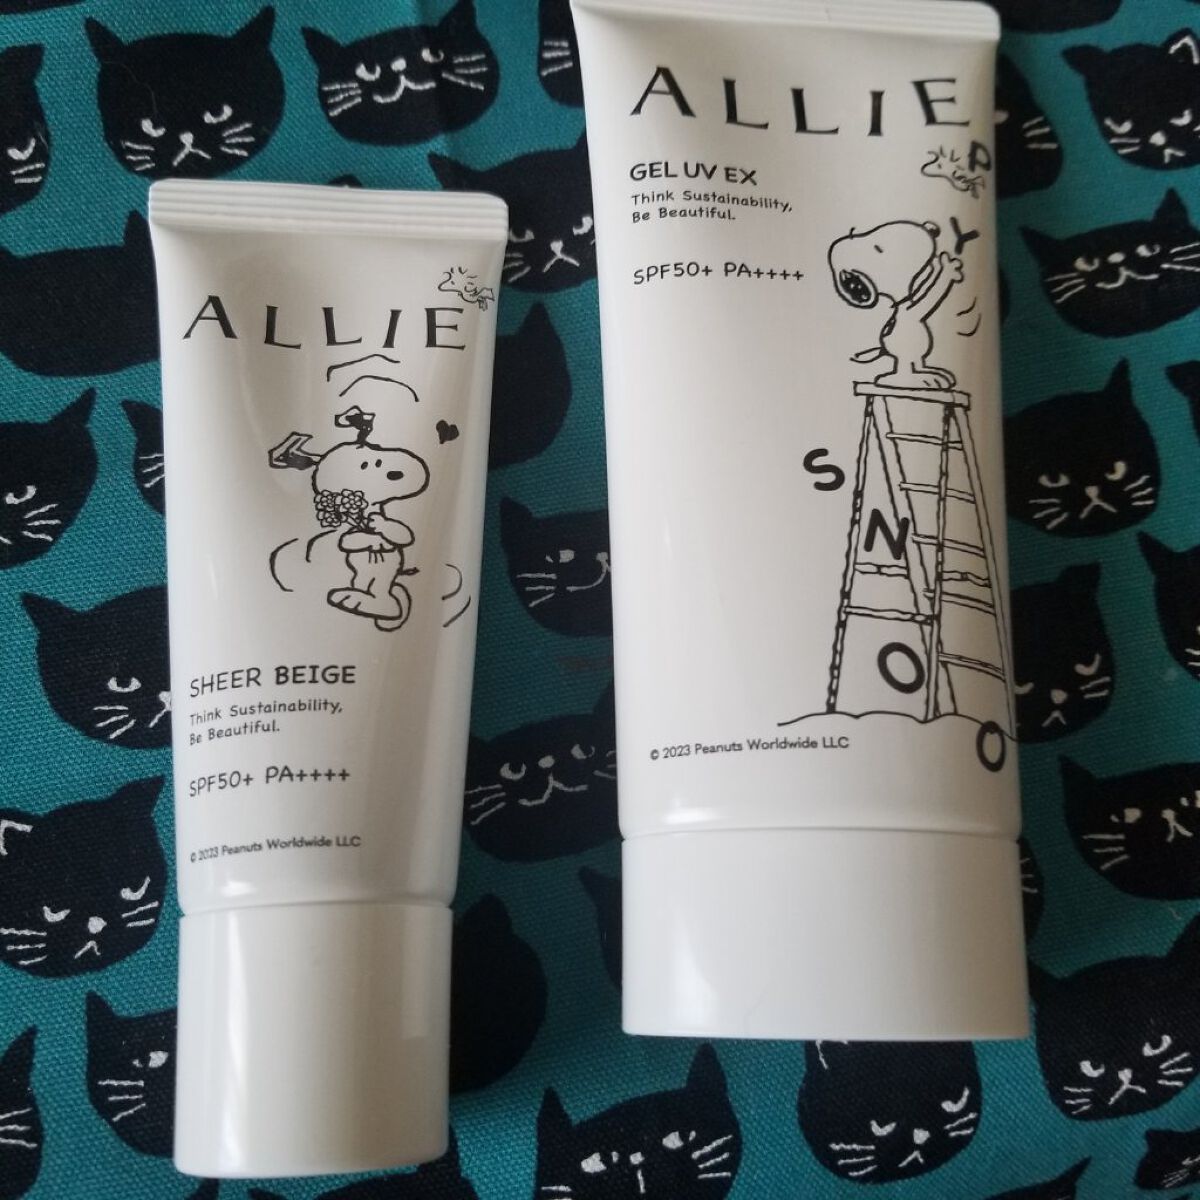 ALLIE
SHEER BEIGE
Think Sustainability,
Be Beautiful.
SPF50+ PA++++
© 2023 Peanuts Worldwide LLC
ALLIE
GEL UV EX
Think Sustainability,
Be Beautiful.
SPF50+ PA++++
S
N
O
O
P
Y
© 2023 Peanuts Worldwide LLC